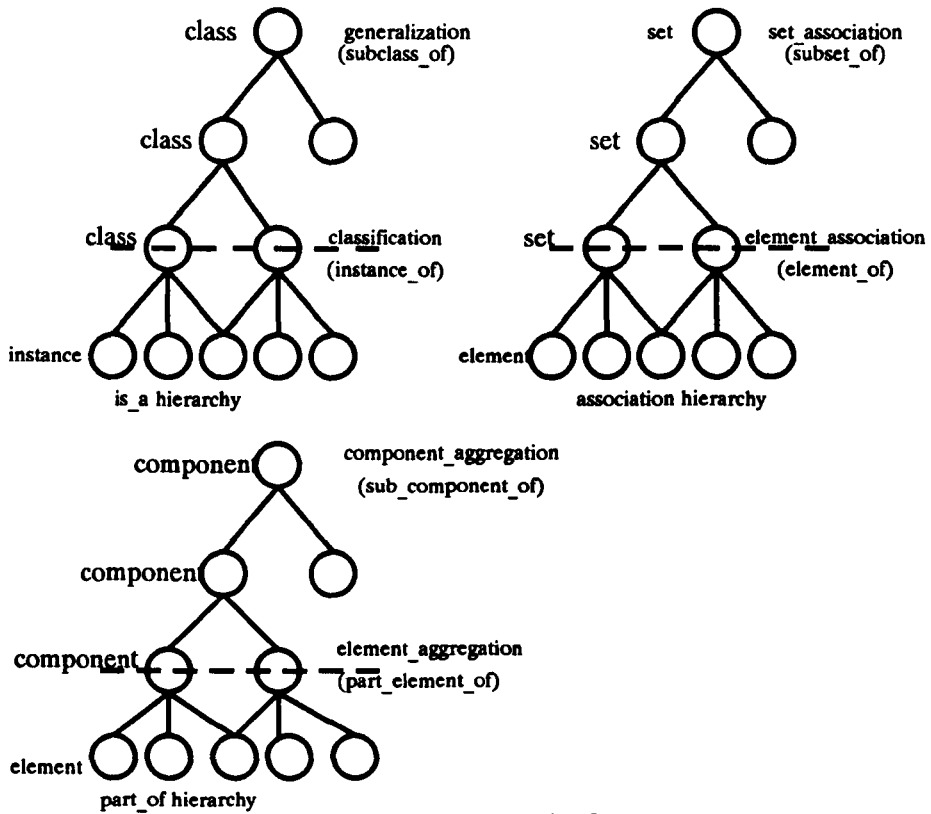 class
generalization
(subclass_of)
class
class
classification
(instance_of)
instance
is_a hierarchy
set
set_association
(subset_of)
set
set
element_association
(element_of)
element
association hierarchy
component
component_aggregation
(sub_component_of)
component
component
element_aggregation
(part_element_of)
element
part_of hierarchy